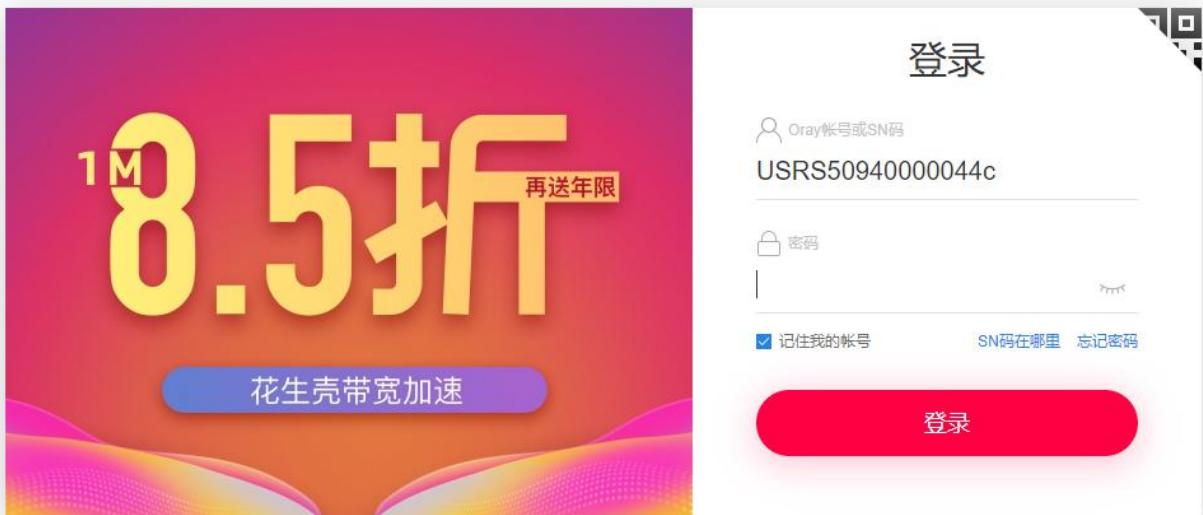 1M
8.5折
再送年限
花生壳带宽加速
登录
Oray帐号或SN码
USRS50940000044c
密码
记住我的帐号 SN码在哪里 忘记密码
登录